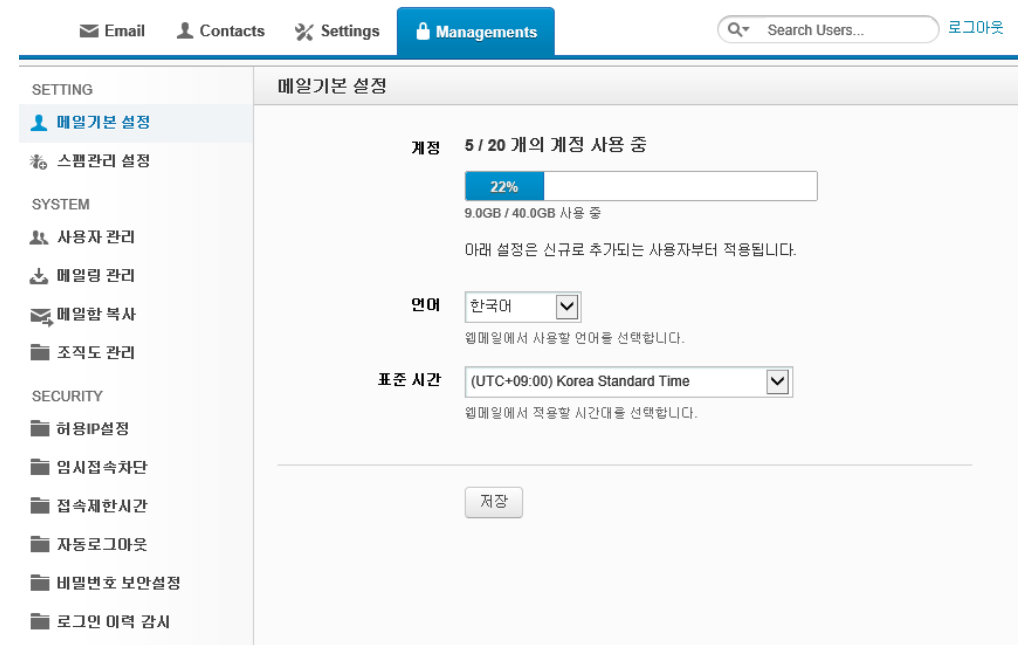 Email Contacts Settings Managements Search Users... 로그아웃
SETTING
메일기본 설정
스팸관리 설정
SYSTEM
사용자 관리
메일링 관리
메일함 복사
조직도 관리
SECURITY
허용IP설정
임시접속차단
접속제한시간
자동로그아웃
비밀번호 보안설정
로그인 이력 감시
메일기본 설정
계정 5 / 20 개의 계정 사용 중
22%
9.0GB / 40.0GB 사용 중
아래 설정은 신규로 추가되는 사용자부터 적용됩니다.
언어 한국어
웹메일에서 사용할 언어를 선택합니다.
표준 시간 (UTC+09:00) Korea Standard Time
웹메일에서 적용할 시간대를 선택합니다.
저장